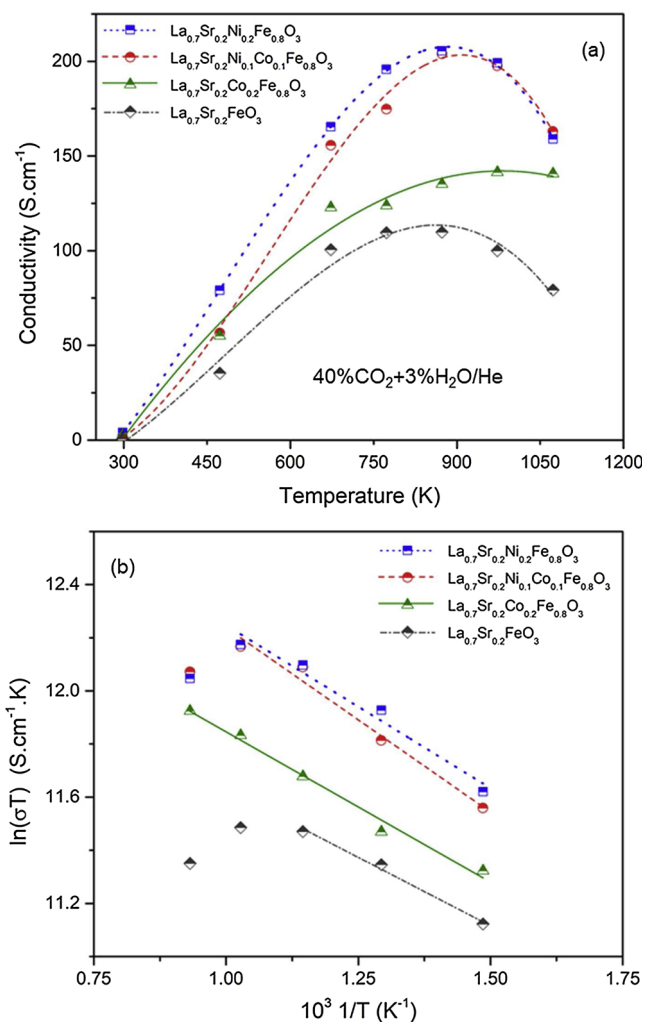 La0.7Sr0.2Ni0.2Fe0.8O3
La0.7Sr0.2Ni0.1Co0.1Fe0.8O3
La0.7Sr0.2Co0.2Fe0.8O3
La0.7Sr0.2FeO3
(a)
200
150
100
50
0
Conductivity (S.cm-1)
40%CO2+3%H2O/He
300 450 600 750 900 1050 1200
Temperature (K)
(b)
La0.7Sr0.2Ni0.2Fe0.8O3
La0.7Sr0.2Ni0.1Co0.1Fe0.8O3
La0.7Sr0.2Co0.2Fe0.8O3
La0.7Sr0.2FeO3
12.4
12.0
11.6
11.2
ln(σT) (S.cm-1.K)
0.75 1.00 1.25 1.50 1.75
10^3 1/T (K-1)